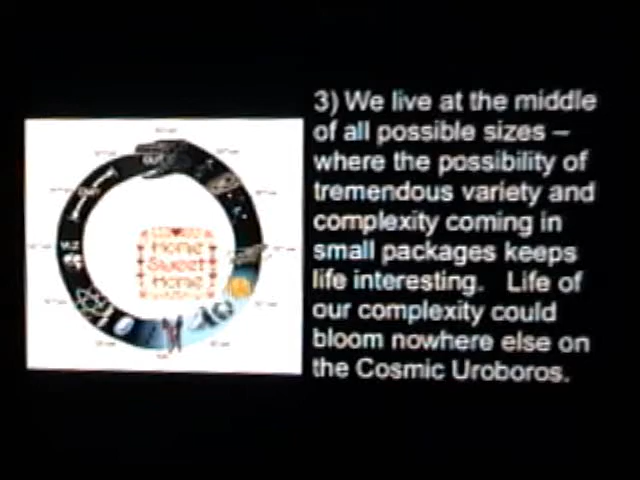 3) We live at the middle
of all possible sizes –
where the possibility of
tremendous variety and
complexity coming in
small packages keeps
life interesting. Life of
our complexity could
bloom nowhere else on
the Cosmic Uroboros.
GUT
Home
Sweet
Home